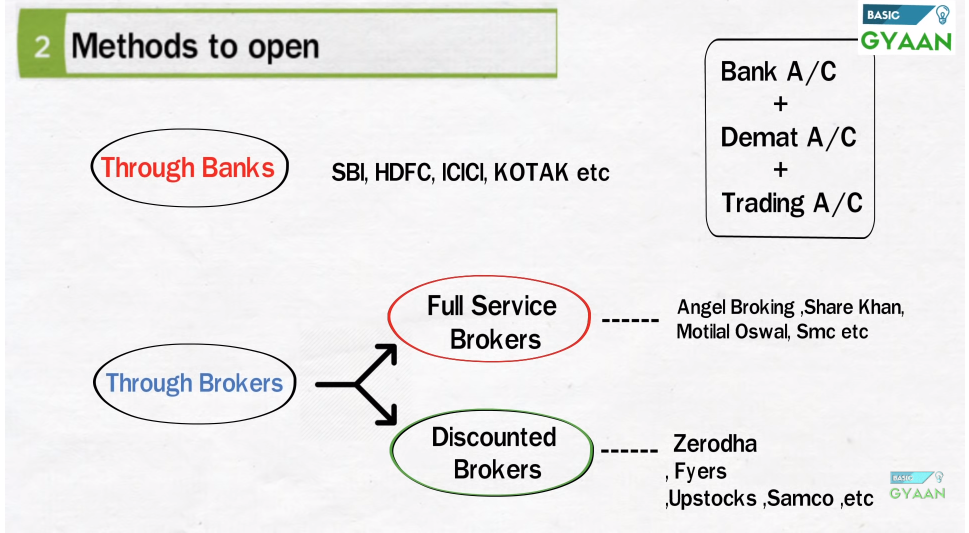 2 Methods to open
BASIC
GYAAN
Bank A/C
+
Demat A/C
+
Trading A/C
Through Banks
SBI, HDFC, ICICI, KOTAK etc
Through Brokers
Full Service
Brokers
Angel Broking ,Share Khan,
Motilal Oswal, Smc etc
Discounted
Brokers
Zerodha
, Fyers
,Upstocks ,Samco ,etc
BASIC
GYAAN